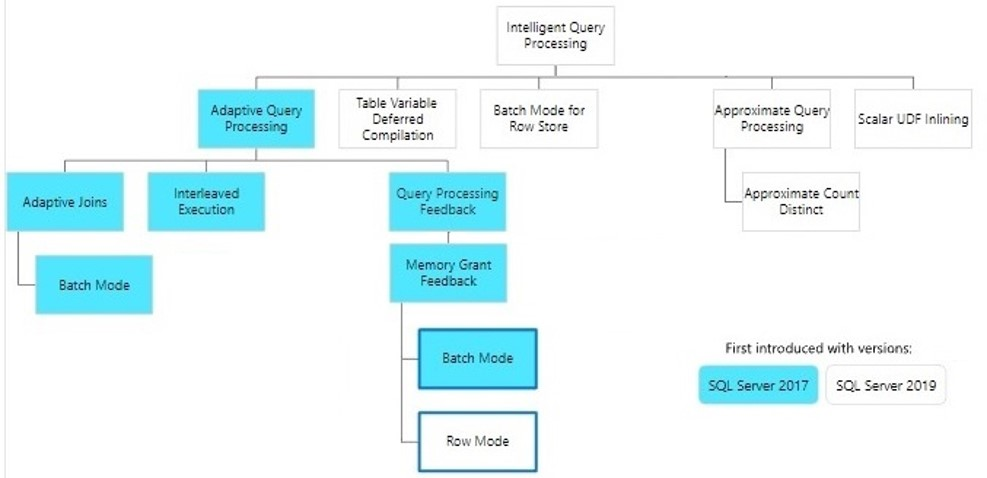 Intelligent Query
Processing
Adaptive Query
Processing
Table Variable
Deferred
Compilation
Batch Mode for
Row Store
Approximate Query
Processing
Scalar UDF Inlining
Adaptive Joins
Interleaved
Execution
Query Processing
Feedback
Approximate Count
Distinct
Batch Mode
Memory Grant
Feedback
Batch Mode
Row Mode
First introduced with versions:
SQL Server 2017
SQL Server 2019